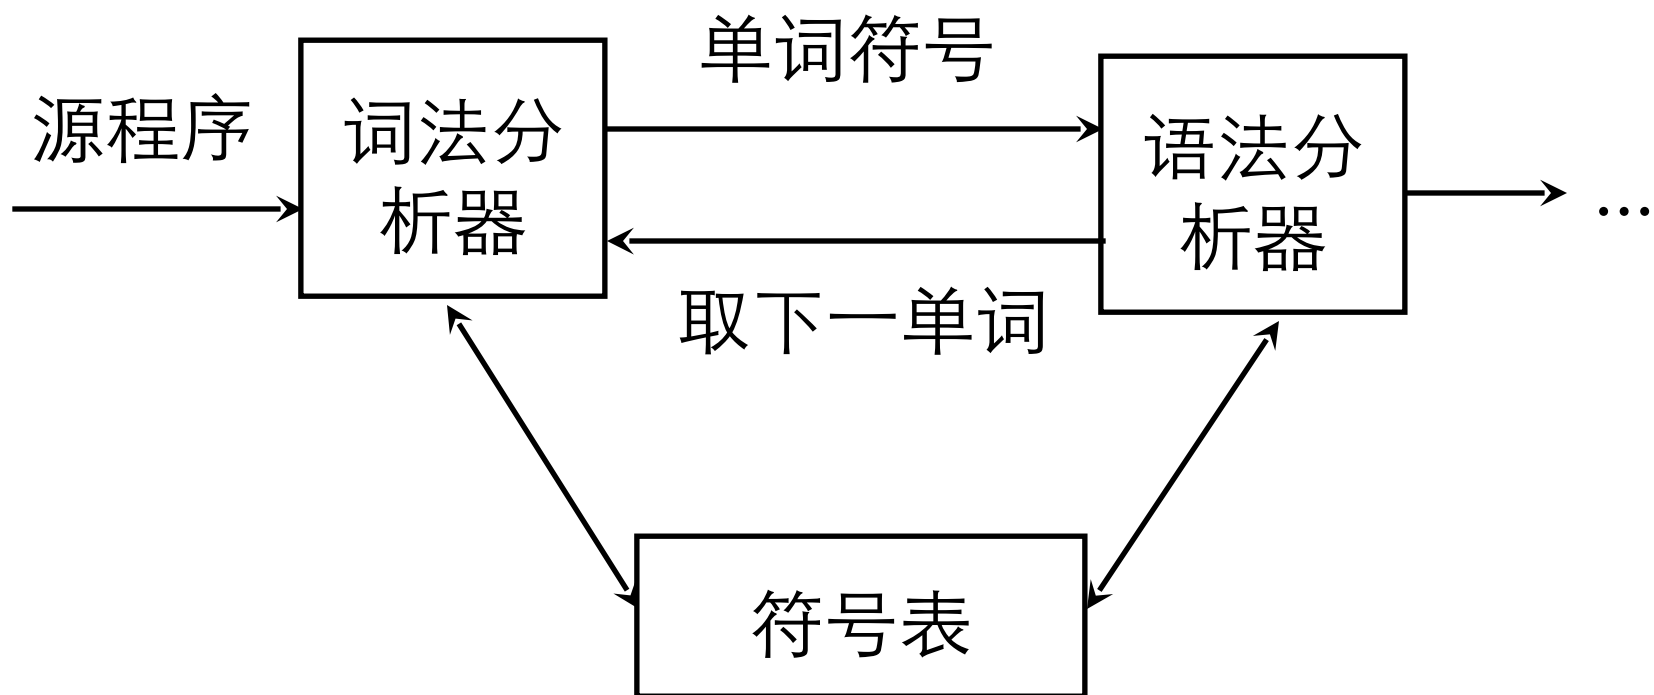 单词符号
源程序
词法分
析器
语法分
析器
…
取下一单词
符号表